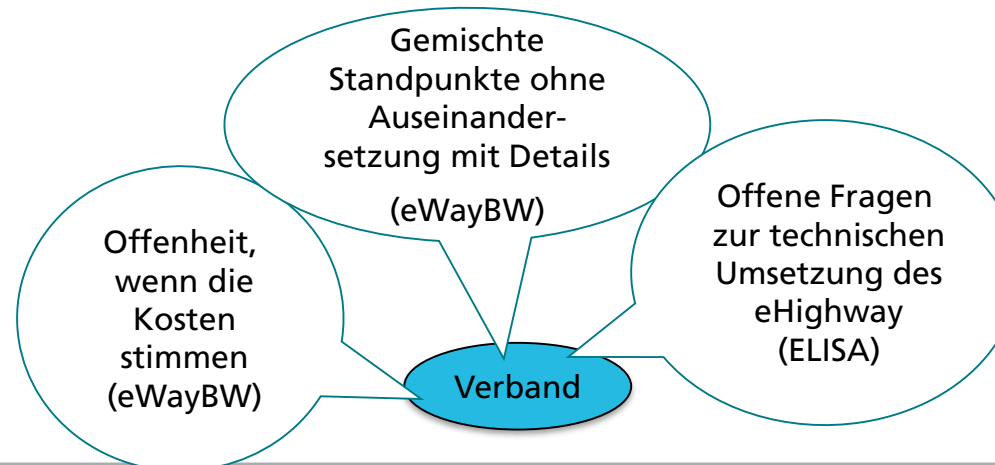 Gemischte
Standpunkte ohne
Auseinander-
setzung mit Details
(eWayBW)
Offenheit,
wenn die
Kosten
stimmen
(eWayBW)
Offene Fragen
zur technischen
Umsetzung des
eHighway
(ELISA)
Verband